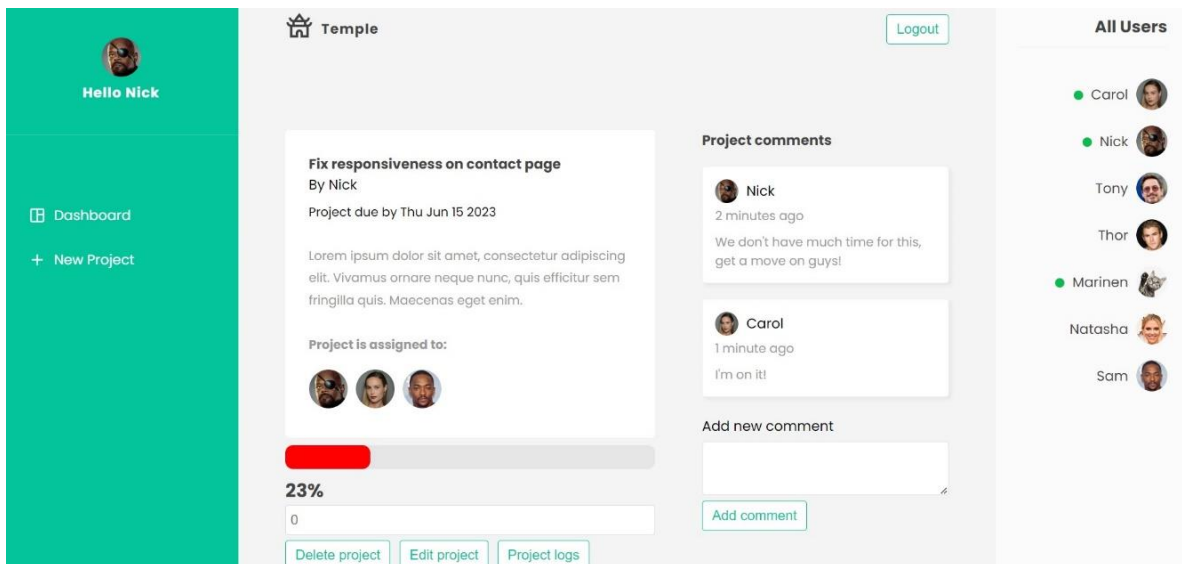 Hello Nick
Dashboard
New Project
Temple
Logout
Fix responsiveness on contact page
By Nick
Project due by Thu Jun 15 2023
Lorem ipsum dolor sit amet, consectetur adipiscing
elit. Vivamus ornare neque nunc, quis efficitur sem
fringilla quis. Maecenas eget enim.
Project is assigned to:
23%
0
Delete project
Edit project
Project logs
Project comments
Nick
2 minutes ago
We don't have much time for this,
get a move on guys!
Carol
1 minute ago
I'm on it!
Add new comment
Add comment
All Users
Carol
Nick
Tony
Thor
Marinen
Natasha
Sam